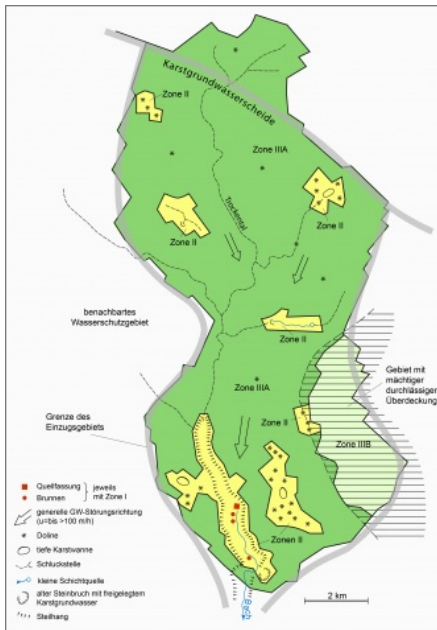 Karstgrundwasserscheide
Zone II
Zone IIIA
Trockental
Zone II
Zone II
benachbartes
Wasserschutzgebiet
Zone II
Gebiet mit
mächtiger
durchlässiger
Überdeckung
Zone IIIA
Grenze des
Einzugsgebiets
Zone II
Zone IIIB
Quellfassung
Brunnen
jeweils
mit Zone I
generelle GW-Störungsrichtung
(u=bis >100 m/h)
Doline
tiefe Karstwanne
Schluckstelle
kleine Schichtquelle
alter Steinbruch mit freigelegtem
Karstgrundwasser
Steilhang
Zonen II
Bach
2 km